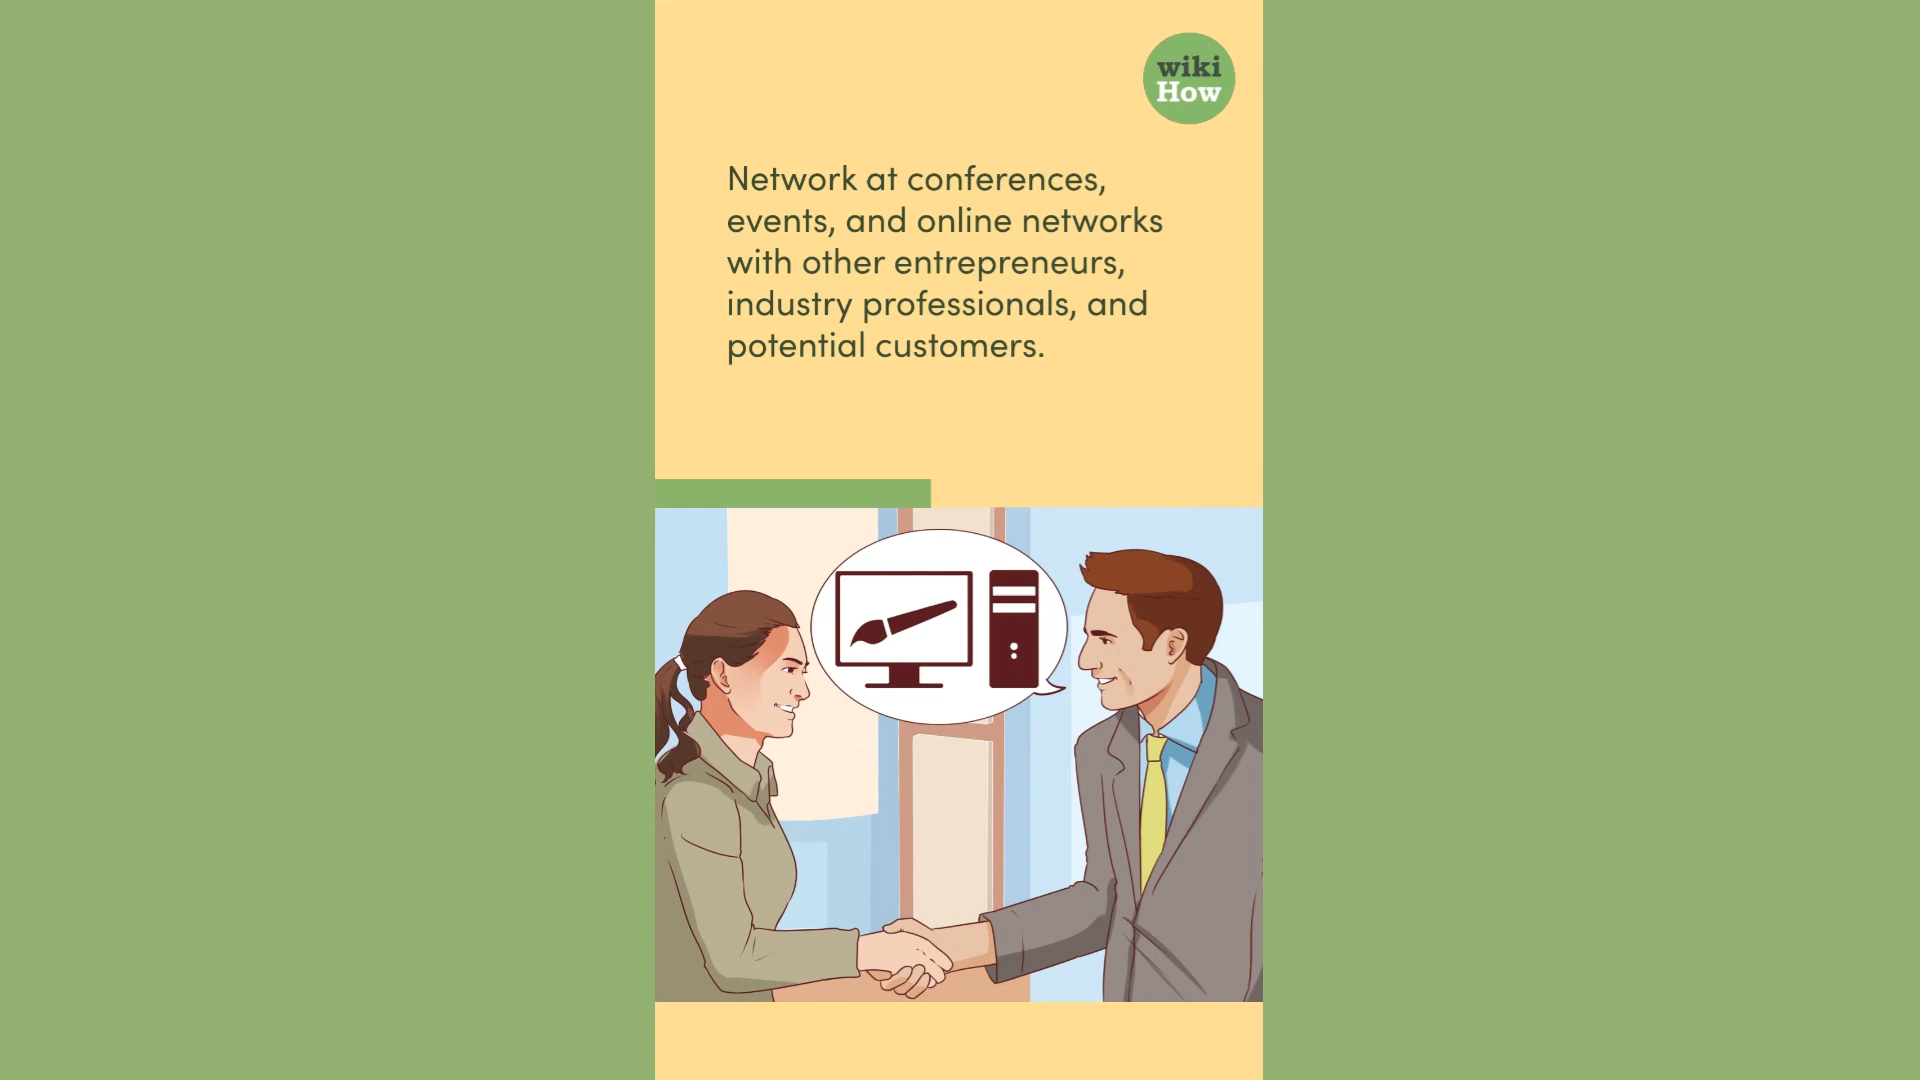 wiki
How
Network at conferences,
events, and online networks
with other entrepreneurs,
industry professionals, and
potential customers.